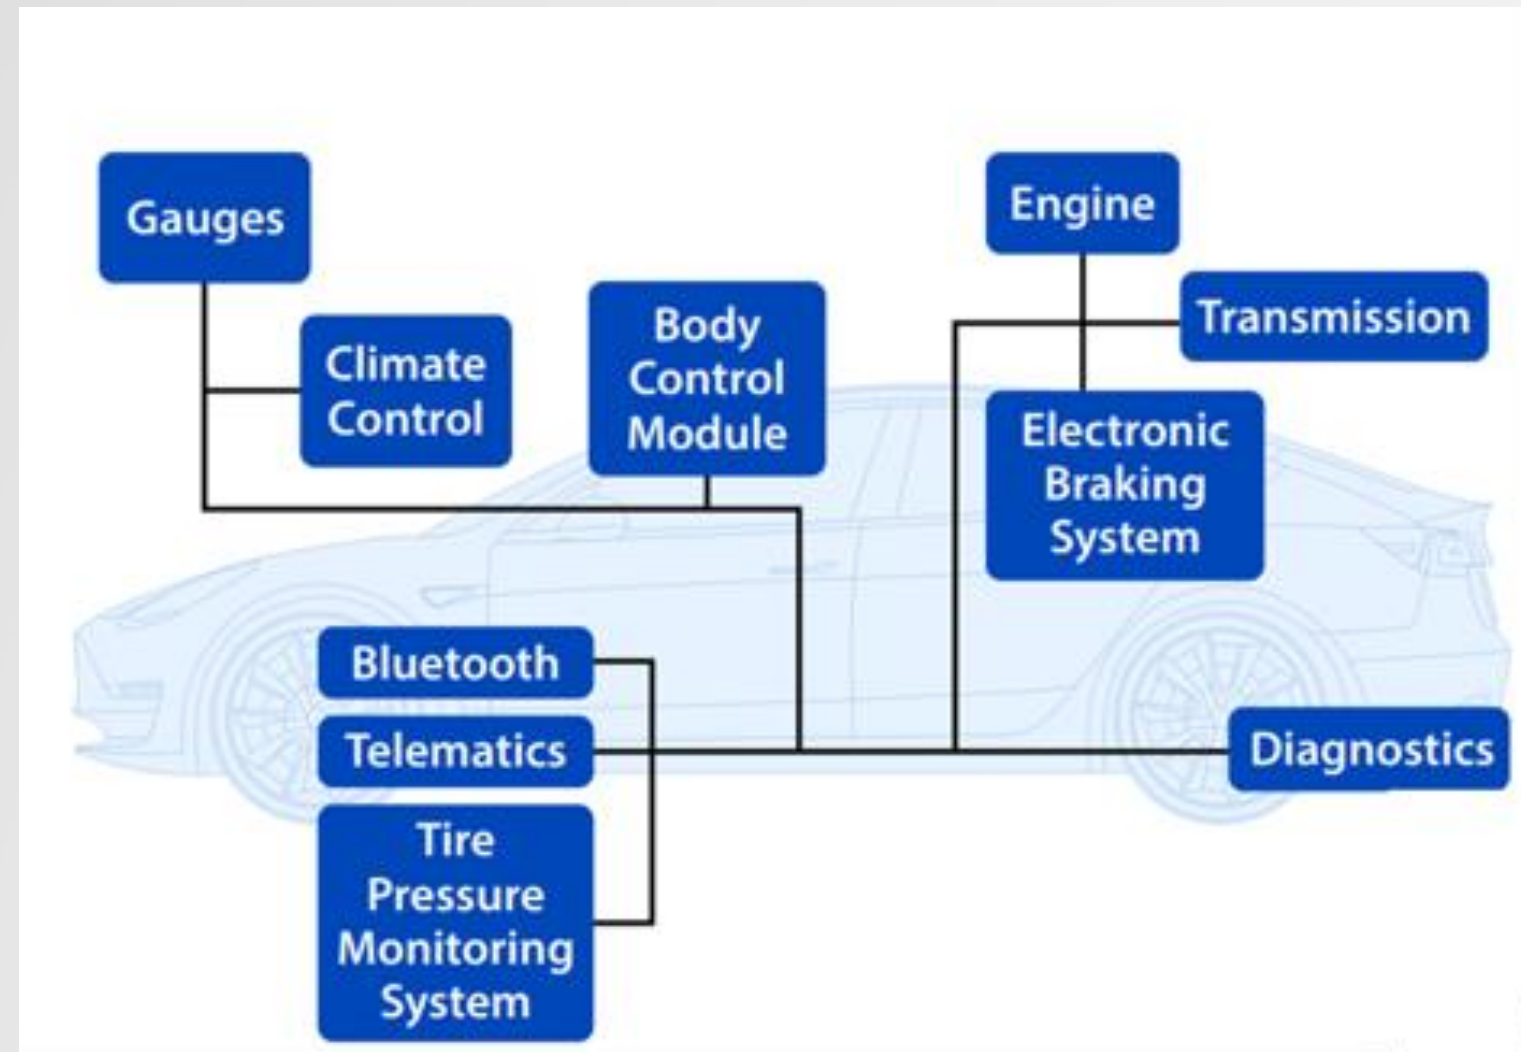 Gauges
Climate
Control
Body
Control
Module
Engine
Transmission
Electronic
Braking
System
Bluetooth
Telematics
Tire
Pressure
Monitoring
System
Diagnostics